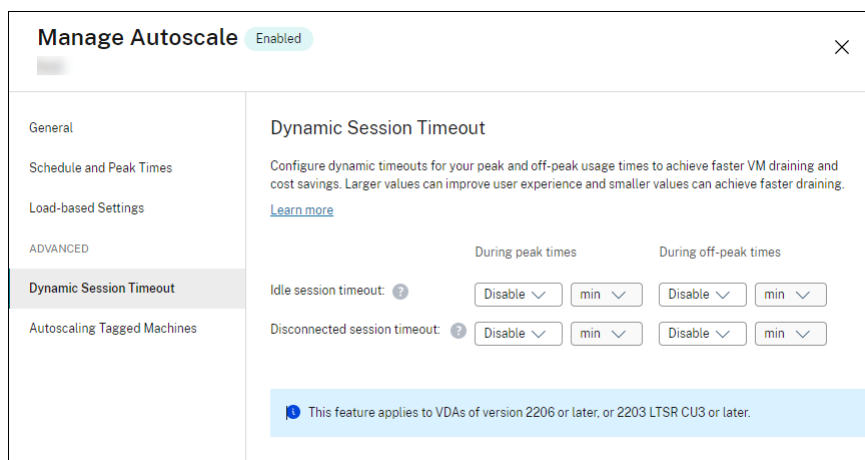 Manage Autoscale Enabled
General
Schedule and Peak Times
Load-based Settings
ADVANCED
Dynamic Session Timeout
Autoscaling Tagged Machines
Dynamic Session Timeout
Configure dynamic timeouts for your peak and off-peak usage times to achieve faster VM draining and
cost savings. Larger values can improve user experience and smaller values can achieve faster draining.
Learn more
During peak times During off-peak times
Idle session timeout: ? Disable min Disable min
Disconnected session timeout: ? Disable min Disable min
i This feature applies to VDAs of version 2206 or later, or 2203 LTSR CU3 or later.